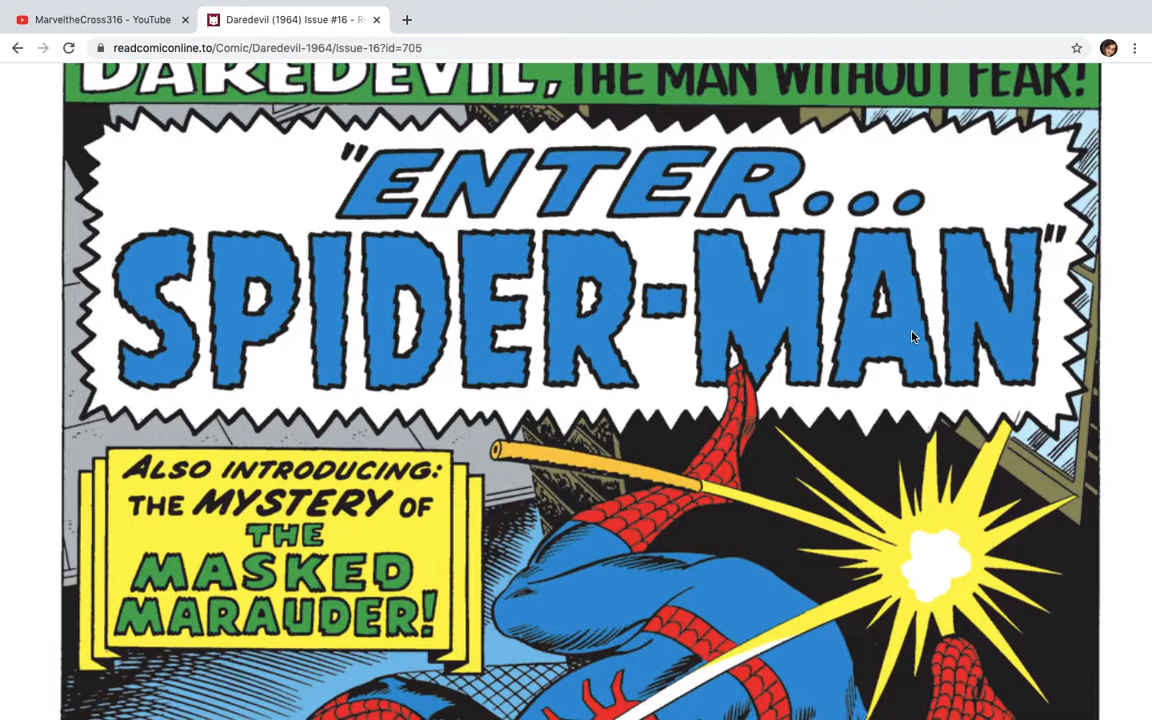 MarveltheCross316 - YouTube
Daredevil (1964) Issue #16 - R
readcomiconline.to/Comic/Daredevil-1964/Issue-16?id=705
DAREDEVIL, THE MAN WITHOUT FEAR!
"ENTER...
SPIDER-MAN"
ALSO INTRODUCING:
THE MYSTERY OF
THE
MASKED
MARAUDER!